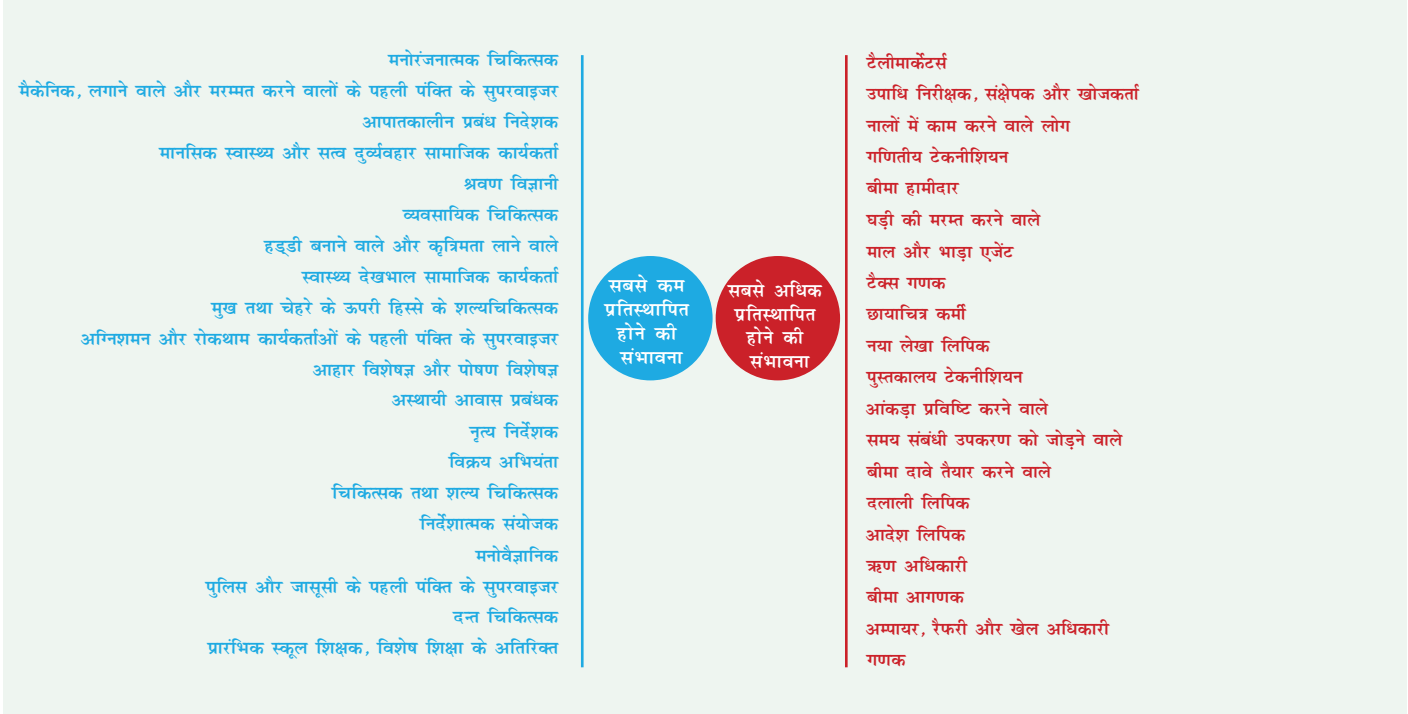 मनोरंजनात्मक चिकित्सक
मैकेनिक, लगाने वाले और मरम्मत करने वालों के पहली पंक्ति के सुपरवाइजर
आपातकालीन प्रबंध निदेशक
मानसिक स्वास्थ्य और सत्व दुर्व्यवहार सामाजिक कार्यकर्ता
श्रवण विज्ञानी
व्यवसायिक चिकित्सक
हड्डी बनाने वाले और कृत्रिमता लाने वाले
स्वास्थ्य देखभाल सामाजिक कार्यकर्ता
मुख तथा चेहरे के ऊपरी हिस्से के शल्यचिकित्सक
अग्निशमन और रोकथाम कार्यकर्ताओं के पहली पंक्ति के सुपरवाइजर
आहार विशेषज्ञ और पोषण विशेषज्ञ
अस्थायी आवास प्रबंधक
नृत्य निर्देशक
विक्रय अभियंता
चिकित्सक तथा शल्य चिकित्सक
निर्देशात्मक संयोजक
मनोवैज्ञानिक
पुलिस और जासूसी के पहली पंक्ति के सुपरवाइजर
दन्त चिकित्सक
प्रारंभिक स्कूल शिक्षक, विशेष शिक्षा के अतिरिक्त
सबसे कम
प्रतिस्थापित
होने की
संभावना
सबसे अधिक
प्रतिस्थापित
होने की
संभावना
टैलीमार्केटर्स
उपाधि निरीक्षक, संक्षेपक और खोजकर्ता
नालों में काम करने वाले लोग
गणितीय टेकनीशियन
बीमा हामीदार
घड़ी की मरम्त करने वाले
माल और भाड़ा एजेंट
टैक्स गणक
छायाचित्र कर्मी
नया लेखा लिपिक
पुस्तकालय टेकनीशियन
आंकड़ा प्रविष्टि करने वाले
समय संबंधी उपकरण को जोड़ने वाले
बीमा दावे तैयार करने वाले
दलाली लिपिक
आदेश लिपिक
ऋण अधिकारी
बीमा आगणक
अम्पायर, रैफरी और खेल अधिकारी
गणक